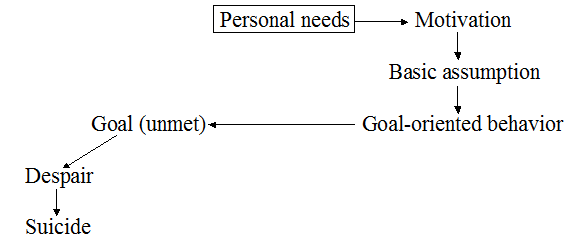 Personal needs Motivation
Basic assumption
Goal (unmet) Goal-oriented behavior
Despair
Suicide